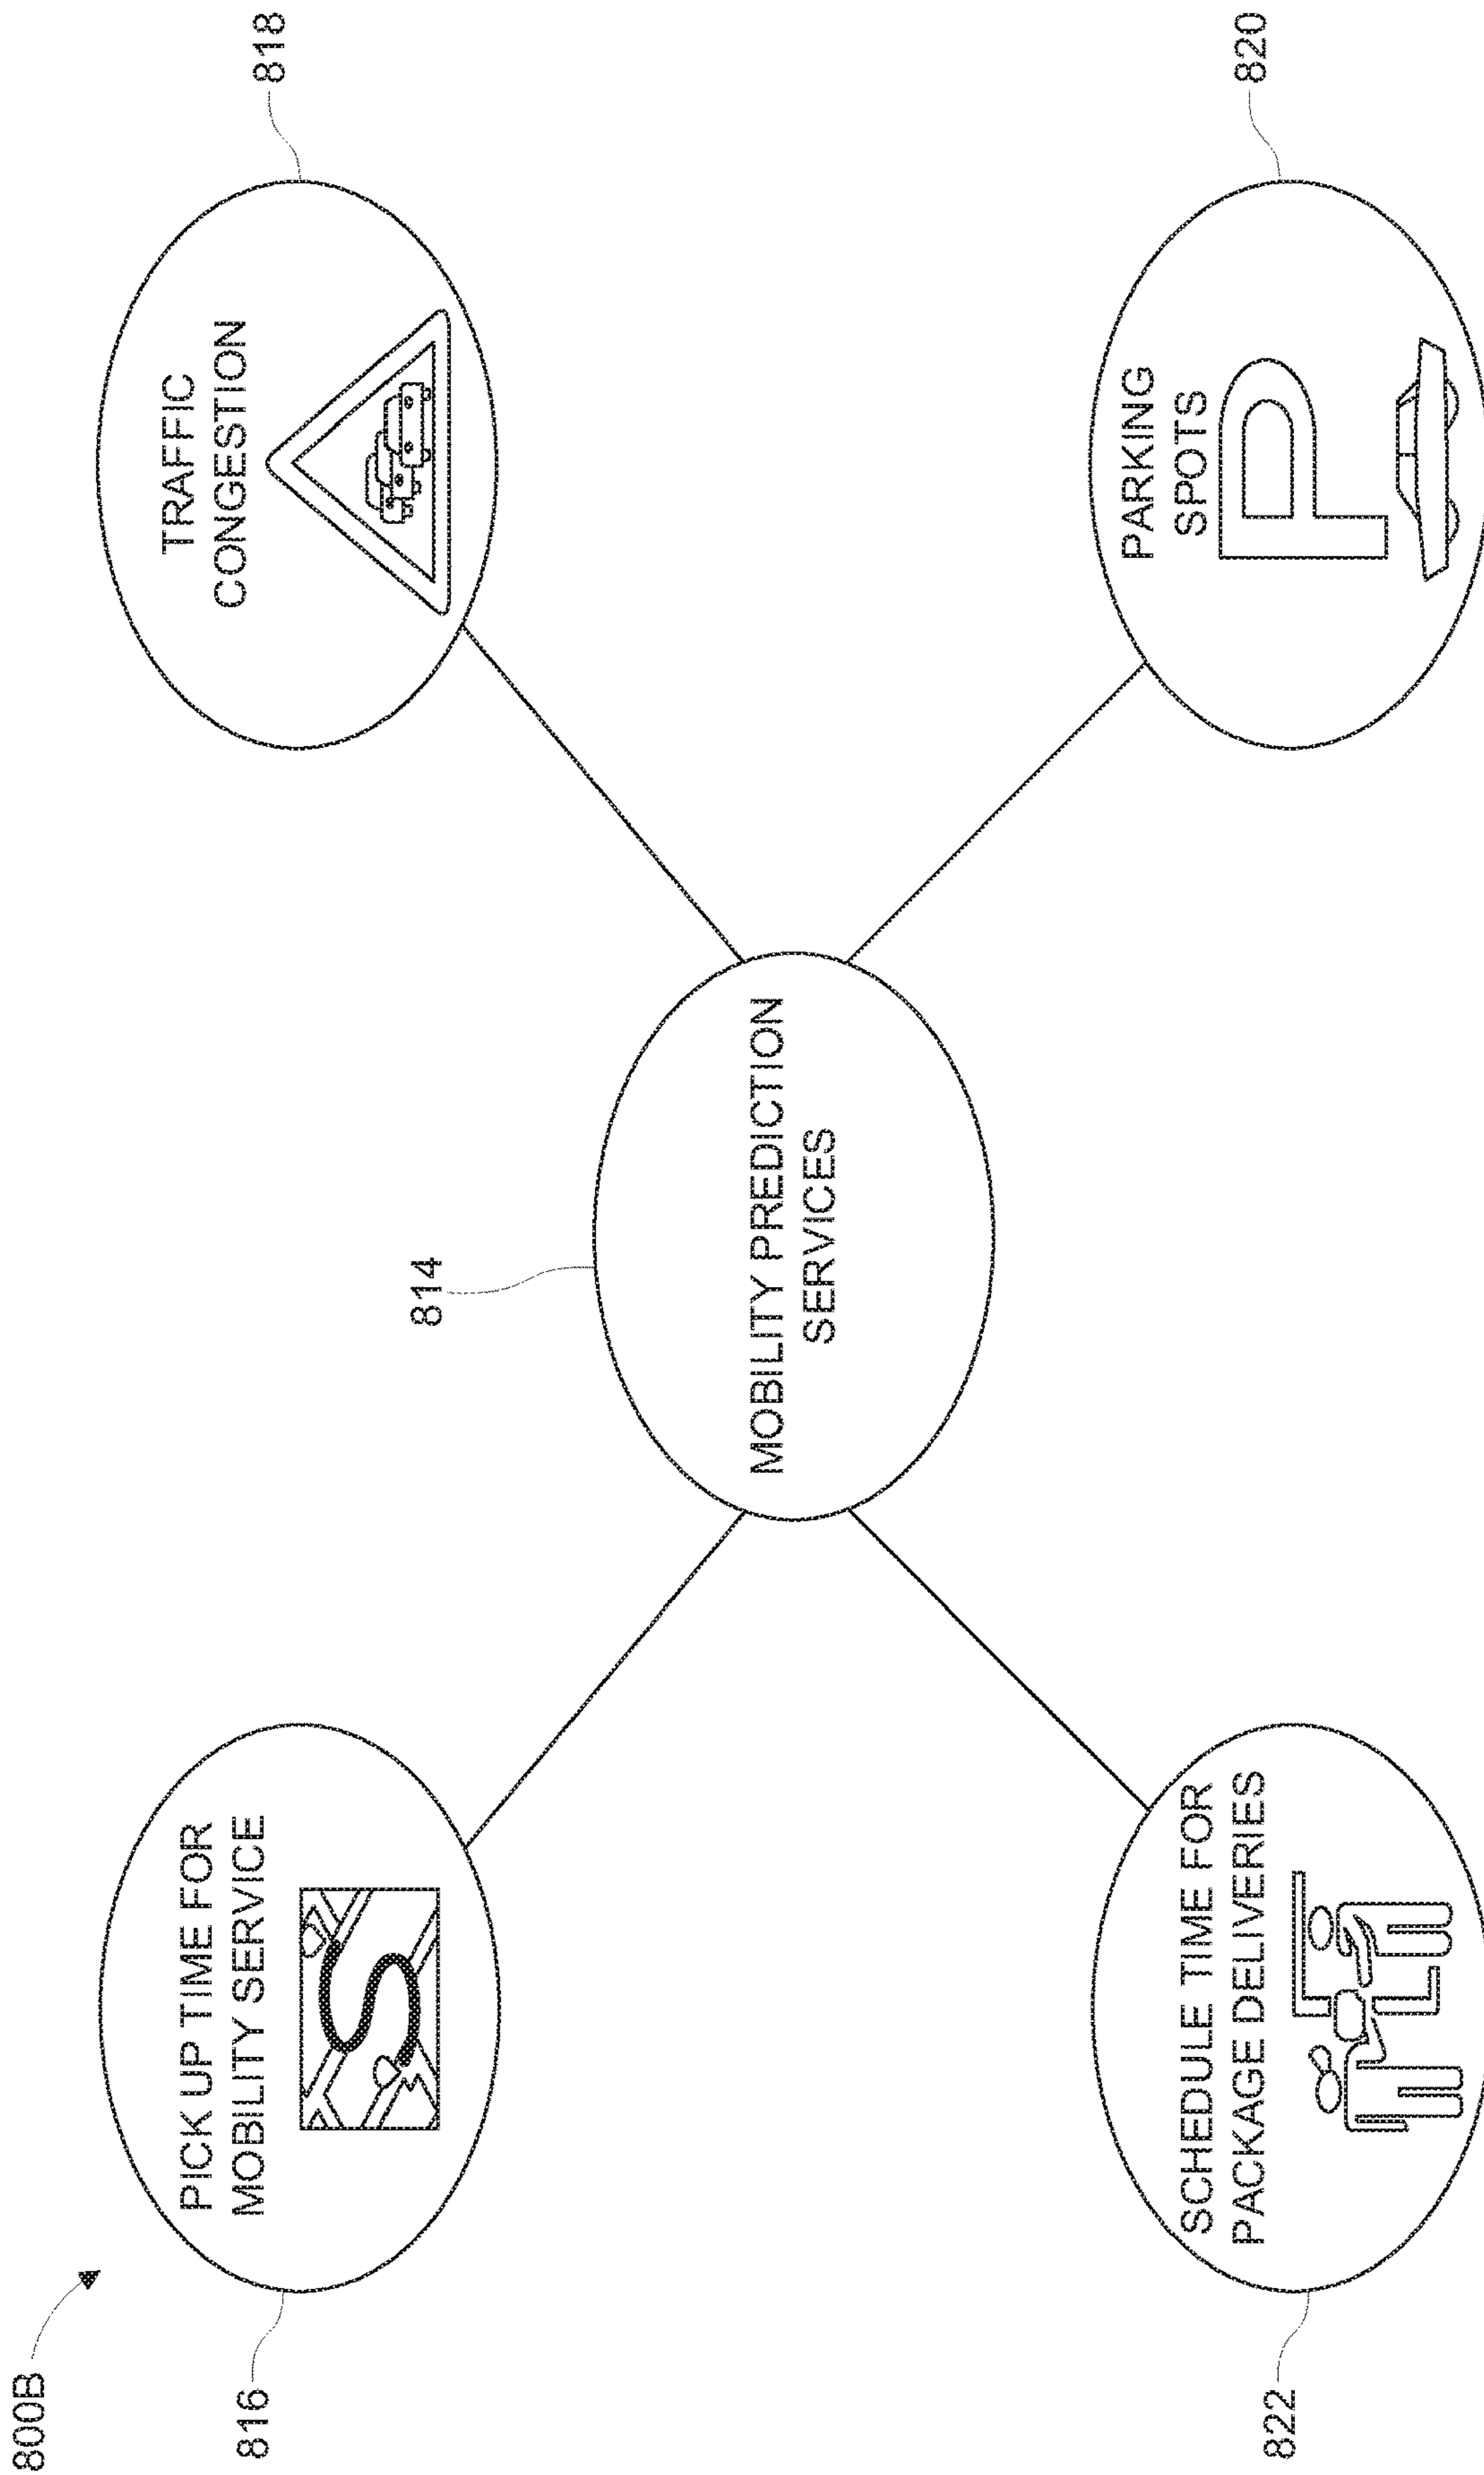 800B
816
PICK UP TIME FOR
MOBILITY SERVICE
818
TRAFFIC
CONGESTION
814
MOBILITY PREDICTION
SERVICES
822
SCHEDULE TIME FOR
PACKAGE DELIVERIES
820
PARKING
SPOTS
P